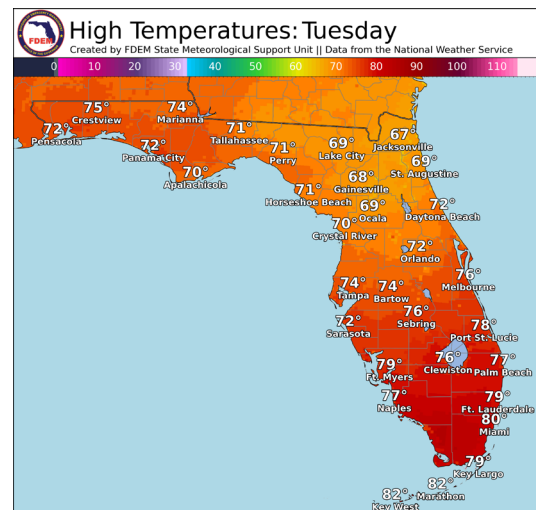 FDEM
High Temperatures: Tuesday
Created by FDEM State Meteorological Support Unit || Data from the National Weather Service
0 10 20 30 40 50 60 70 80 90 100 110
75°
Crestview
74°
Marianna
72°
Pensacola
72°
Panama City
71°
Tallahassee
71°
Perry
69°
Lake City
67°
Jacksonville
69°
St. Augustine
70°
Apalachicola
68°
Gainesville
71°
Horseshoe Beach
69°
Ocala
72°
Daytona Beach
70°
Crystal River
72°
Orlando
76°
Melbourne
74°
Tampa
74°
Bartow
76°
Sebring
72°
Sarasota
78°
Port St. Lucie
76°
Clewiston
77°
Palm Beach
79°
Ft. Myers
77°
Naples
79°
Ft. Lauderdale
80°
Miami
79°
Key Largo
82°
Marathon
82°
Key West